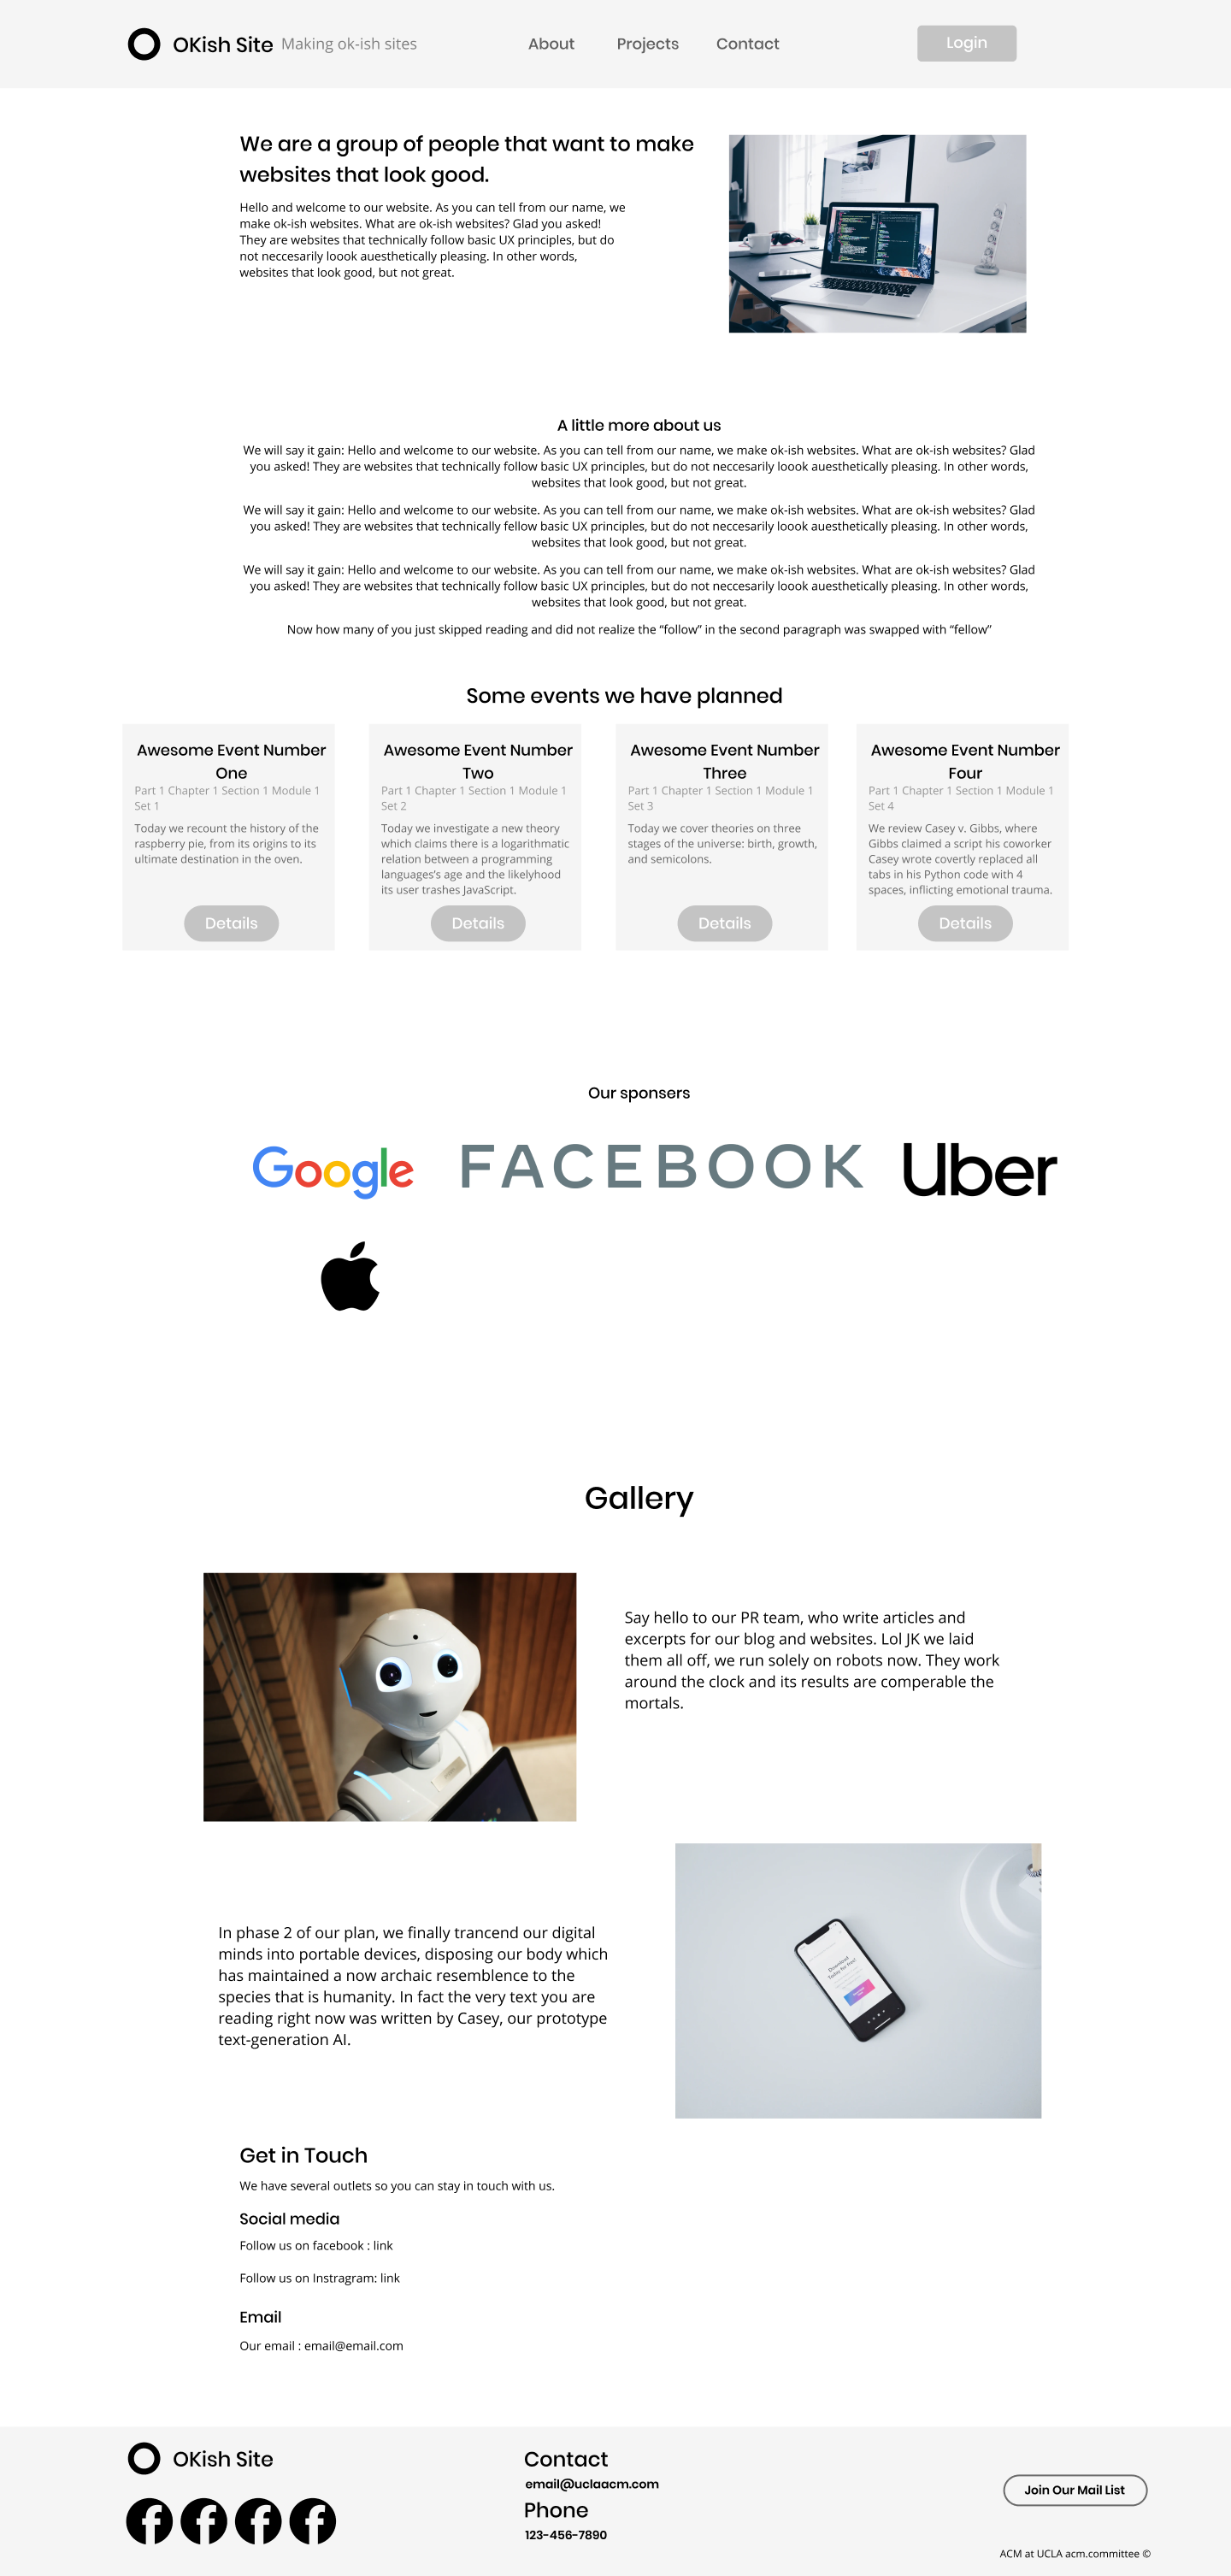 OKish Site Making ok-ish sites About Projects Contact Login
We are a group of people that want to make
websites that look good.
Hello and welcome to our website. As you can tell from our name, we
make ok-ish websites. What are ok-ish websites? Glad you asked!
They are websites that technically follow basic UX principles, but do
not neccesarily loook auesthetically pleasing. In other words,
websites that look good, but not great.
A little more about us
We will say it gain: Hello and welcome to our website. As you can tell from our name, we make ok-ish websites. What are ok-ish websites? Glad
you asked! They are websites that technically follow basic UX principles, but do not neccesarily loook auesthetically pleasing. In other words,
websites that look good, but not great.
We will say it gain: Hello and welcome to our website. As you can tell from our name, we make ok-ish websites. What are ok-ish websites? Glad
you asked! They are websites that technically fellow basic UX principles, but do not neccesarily loook auesthetically pleasing. In other words,
websites that look good, but not great.
We will say it gain: Hello and welcome to our website. As you can tell from our name, we make ok-ish websites. What are ok-ish websites? Glad
you asked! They are websites that technically follow basic UX principles, but do not neccesarily loook auesthetically pleasing. In other words,
websites that look good, but not great.
Now how many of you just skipped reading and did not realize the “follow” in the second paragraph was swapped with “fellow”
Some events we have planned
Awesome Event Number
One
Part 1 Chapter 1 Section 1 Module 1
Set 1
Today we recount the history of the
raspberry pie, from its origins to its
ultimate destination in the oven.
Details
Awesome Event Number
Two
Part 1 Chapter 1 Section 1 Module 1
Set 2
Today we investigate a new theory
which claims there is a logarithmatic
relation between a programming
languages's age and the likelyhood
its user trashes JavaScript.
Details
Awesome Event Number
Three
Part 1 Chapter 1 Section 1 Module 1
Set 3
Today we cover theories on three
stages of the universe: birth, growth,
and semicolons.
Details
Awesome Event Number
Four
Part 1 Chapter 1 Section 1 Module 1
Set 4
We review Casey v. Gibbs, where
Gibbs claimed a script his coworker
Casey wrote covertly replaced all
tabs in his Python code with 4
spaces, inflicting emotional trauma.
Details
Our sponsers
Google FACEBOOK Uber
Gallery
Say hello to our PR team, who write articles and
excerpts for our blog and websites. Lol JK we laid
them all off, we run solely on robots now. They work
around the clock and its results are comperable the
mortals.
In phase 2 of our plan, we finally trancend our digital
minds into portable devices, disposing our body which
has maintained a now archaic resemblence to the
species that is humanity. In fact the very text you are
reading right now was written by Casey, our prototype
text-generation AI.
Download
Today for free!
Get in Touch
We have several outlets so you can stay in touch with us.
Social media
Follow us on facebook : link
Follow us on Instragram: link
Email
Our email : email@email.com
OKish Site
Contact
email@uclaacm.com
Phone
123-456-7890
Join Our Mail List
ACM at UCLA acm.committee ©